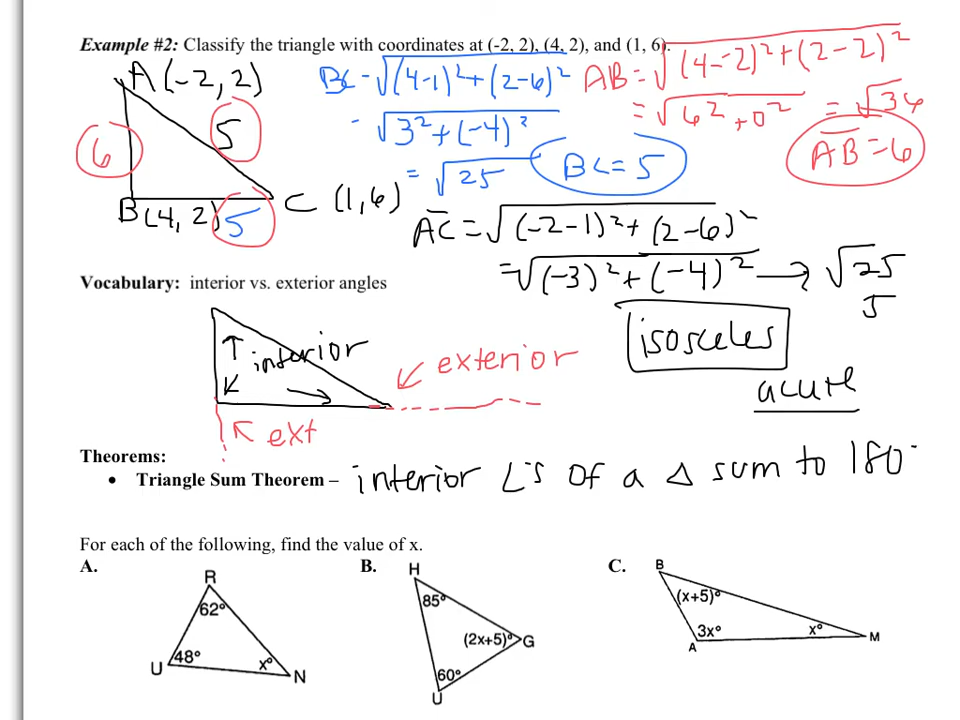 Example #2: Classify the triangle with coordinates at (-2, 2), (4, 2), and (1, 6).
A(-2,2)
6
5
B(4, 2)
5
C (1,6)
BC = √(4-1)²+(2-6)²
= √3²+(-4)²
= √25
BC=5
AB = √(4--2)²+(2-2)²
= √6²+0² = √36
AB=6
AC = √(-2-1)²+(2-6)²
= √(-3)²+(-4)² → √25
5
isosceles
acute
Vocabulary: interior vs. exterior angles
interior
exterior
ext
Theorems:
• Triangle Sum Theorem – interior ∠'s of a △ sum to 180°
For each of the following, find the value of x.
A.
R
62°
U
48°
x°
N
B.
H
85°
(2x+5)°
G
60°
U
C.
B
(x+5)°
3x°
A
x°
M